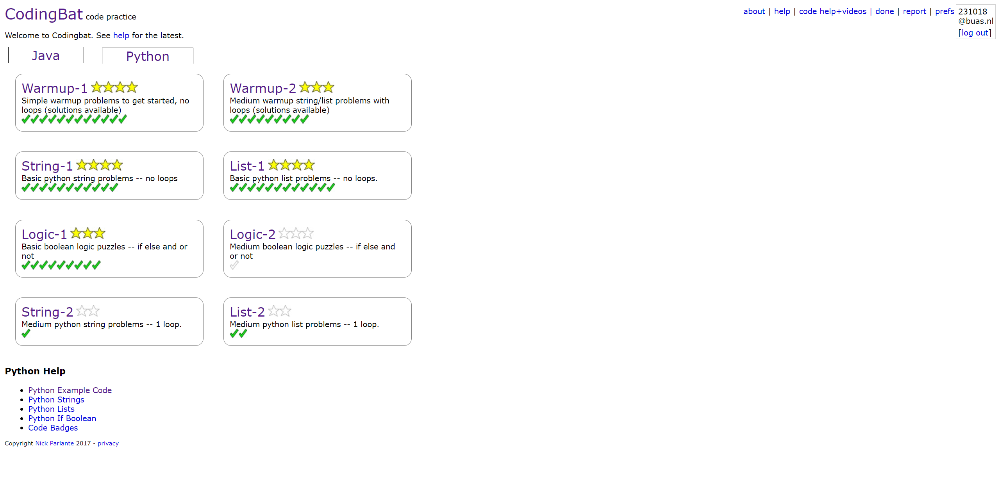 CodingBat code practice
about | help | code help+videos | done | report | prefs
231018
@buas.nl
[log out]
Welcome to Codingbat. See help for the latest.
Java
Python
Warmup-1
Simple warmup problems to get started, no
loops (solutions available)
Warmup-2
Medium warmup string/list problems with
loops (solutions available)
String-1
Basic python string problems -- no loops
List-1
Basic python list problems -- no loops.
Logic-1
Basic boolean logic puzzles -- if else and or
not
Logic-2
Medium boolean logic puzzles -- if else and
or not
String-2
Medium python string problems -- 1 loop.
List-2
Medium python list problems -- 1 loop.
Python Help
Python Example Code
Python Strings
Python Lists
Python If Boolean
Code Badges
Copyright Nick Parlante 2017 - privacy